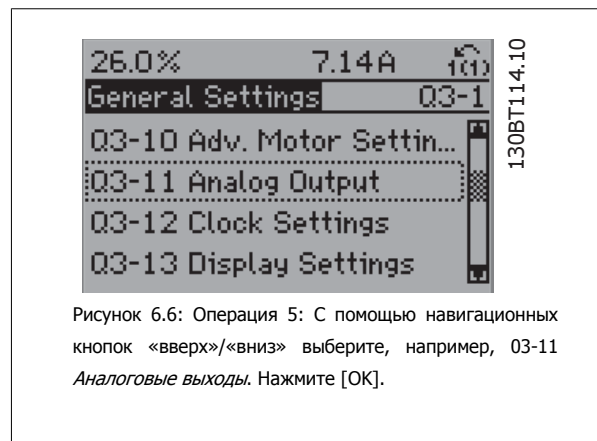 26.0% 7.14A 1(1)
General Settings Q3-1
Q3-10 Adv. Motor Settin...
Q3-11 Analog Output
Q3-12 Clock Settings
Q3-13 Display Settings
130BT114.10
Рисунок 6.6: Операция 5: С помощью навигационных
кнопок «вверх»/«вниз» выберите, например, 03-11
Аналоговые выходы. Нажмите [OK].